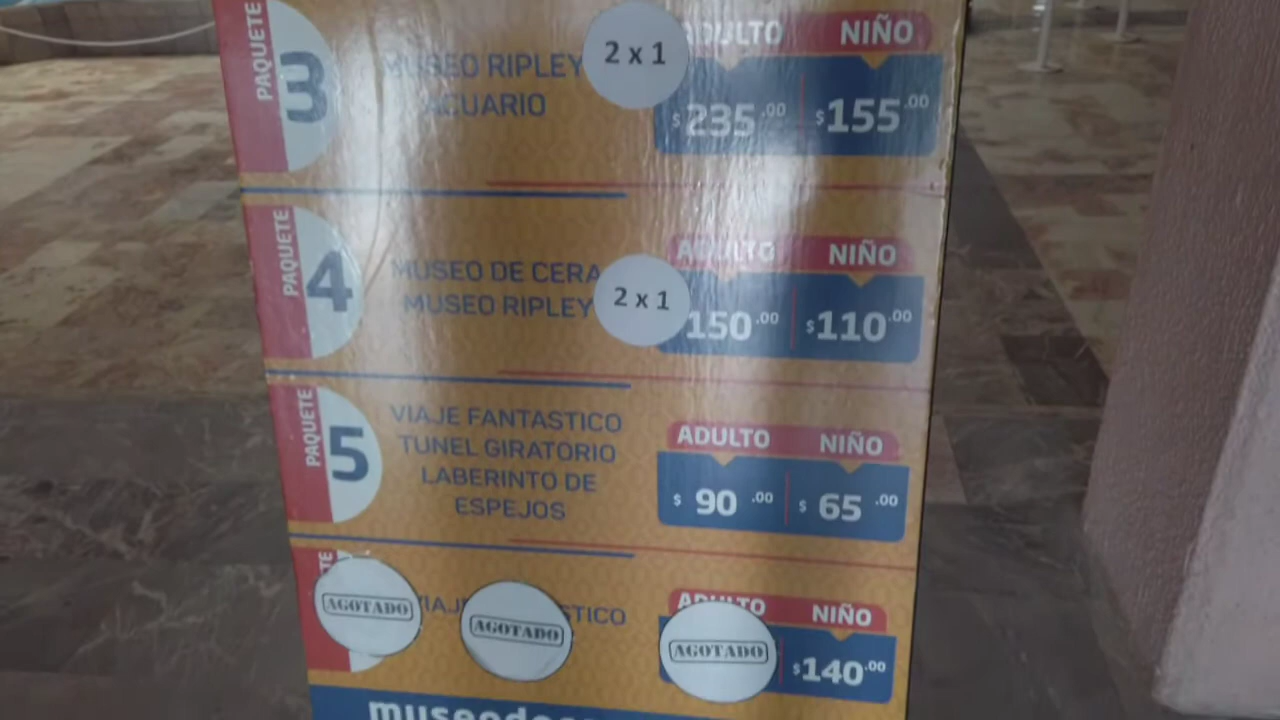 PAQUETE 3
MUSEO RIPLEY
ACUARIO
2 x 1
ADULTO NIÑO
$235.00 $155.00
PAQUETE 4
MUSEO DE CERA
MUSEO RIPLEY
2 x 1
ADULTO NIÑO
150.00 $110.00
PAQUETE 5
VIAJE FANTASTICO
TUNEL GIRATORIO
LABERINTO DE
ESPEJOS
ADULTO NIÑO
$90.00 $65.00
AGOTADO
AGOTADO
ADULTO NIÑO
AGOTADO
$140.00